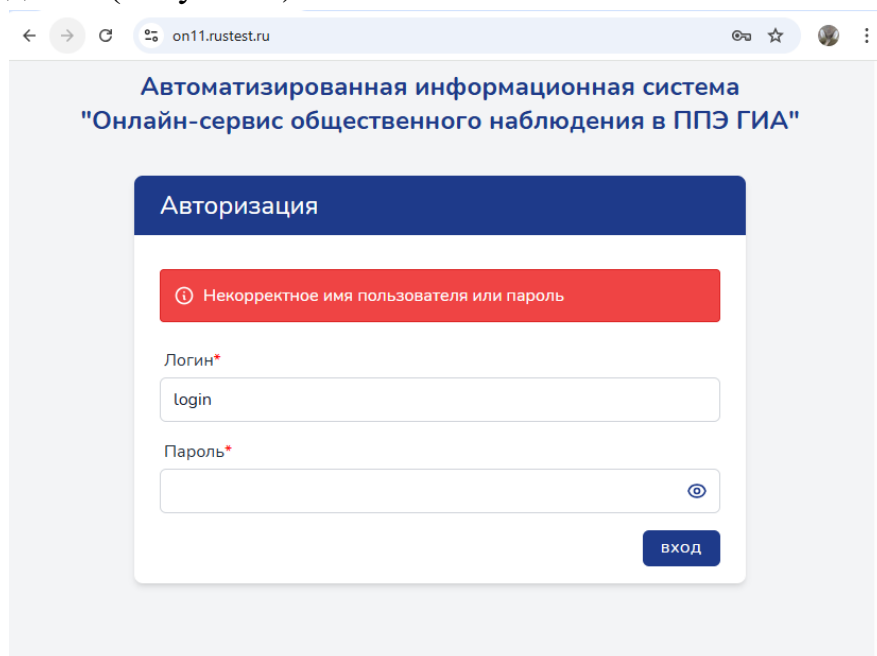 on11.rustest.ru
Автоматизированная информационная система
"Онлайн-сервис общественного наблюдения в ППЭ ГИА"
Авторизация
Некорректное имя пользователя или пароль
Логин*
login
Пароль*
вход